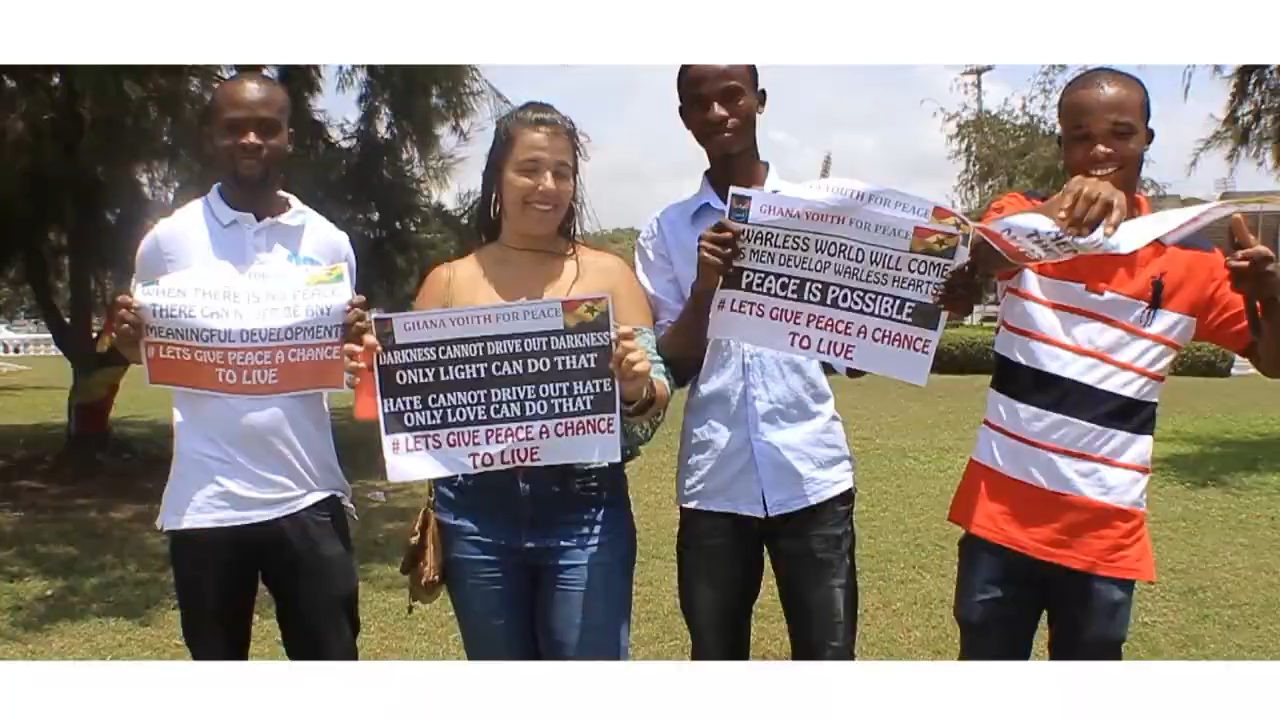 WHEN THERE IS NO PEACE
THERE CAN NOT BE ANY
MEANINGFUL DEVELOPMENT
# LETS GIVE PEACE A CHANCE
TO LIVE
GHANA YOUTH FOR PEACE
DARKNESS CANNOT DRIVE OUT DARKNESS
ONLY LIGHT CAN DO THAT
HATE CANNOT DRIVE OUT HATE
ONLY LOVE CAN DO THAT
# LETS GIVE PEACE A CHANCE
TO LIVE
YOUTH FOR PEACE
GHANA YOUTH FOR PEACE
WARLESS WORLD WILL COME
S MEN DEVELOP WARLESS HEARTS
PEACE IS POSSIBLE
# LETS GIVE PEACE A CHANCE
TO LIVE